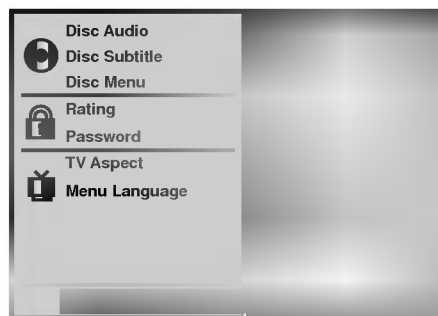 Disc Audio
Disc Subtitle
Disc Menu
Rating
Password
TV Aspect
Menu Language